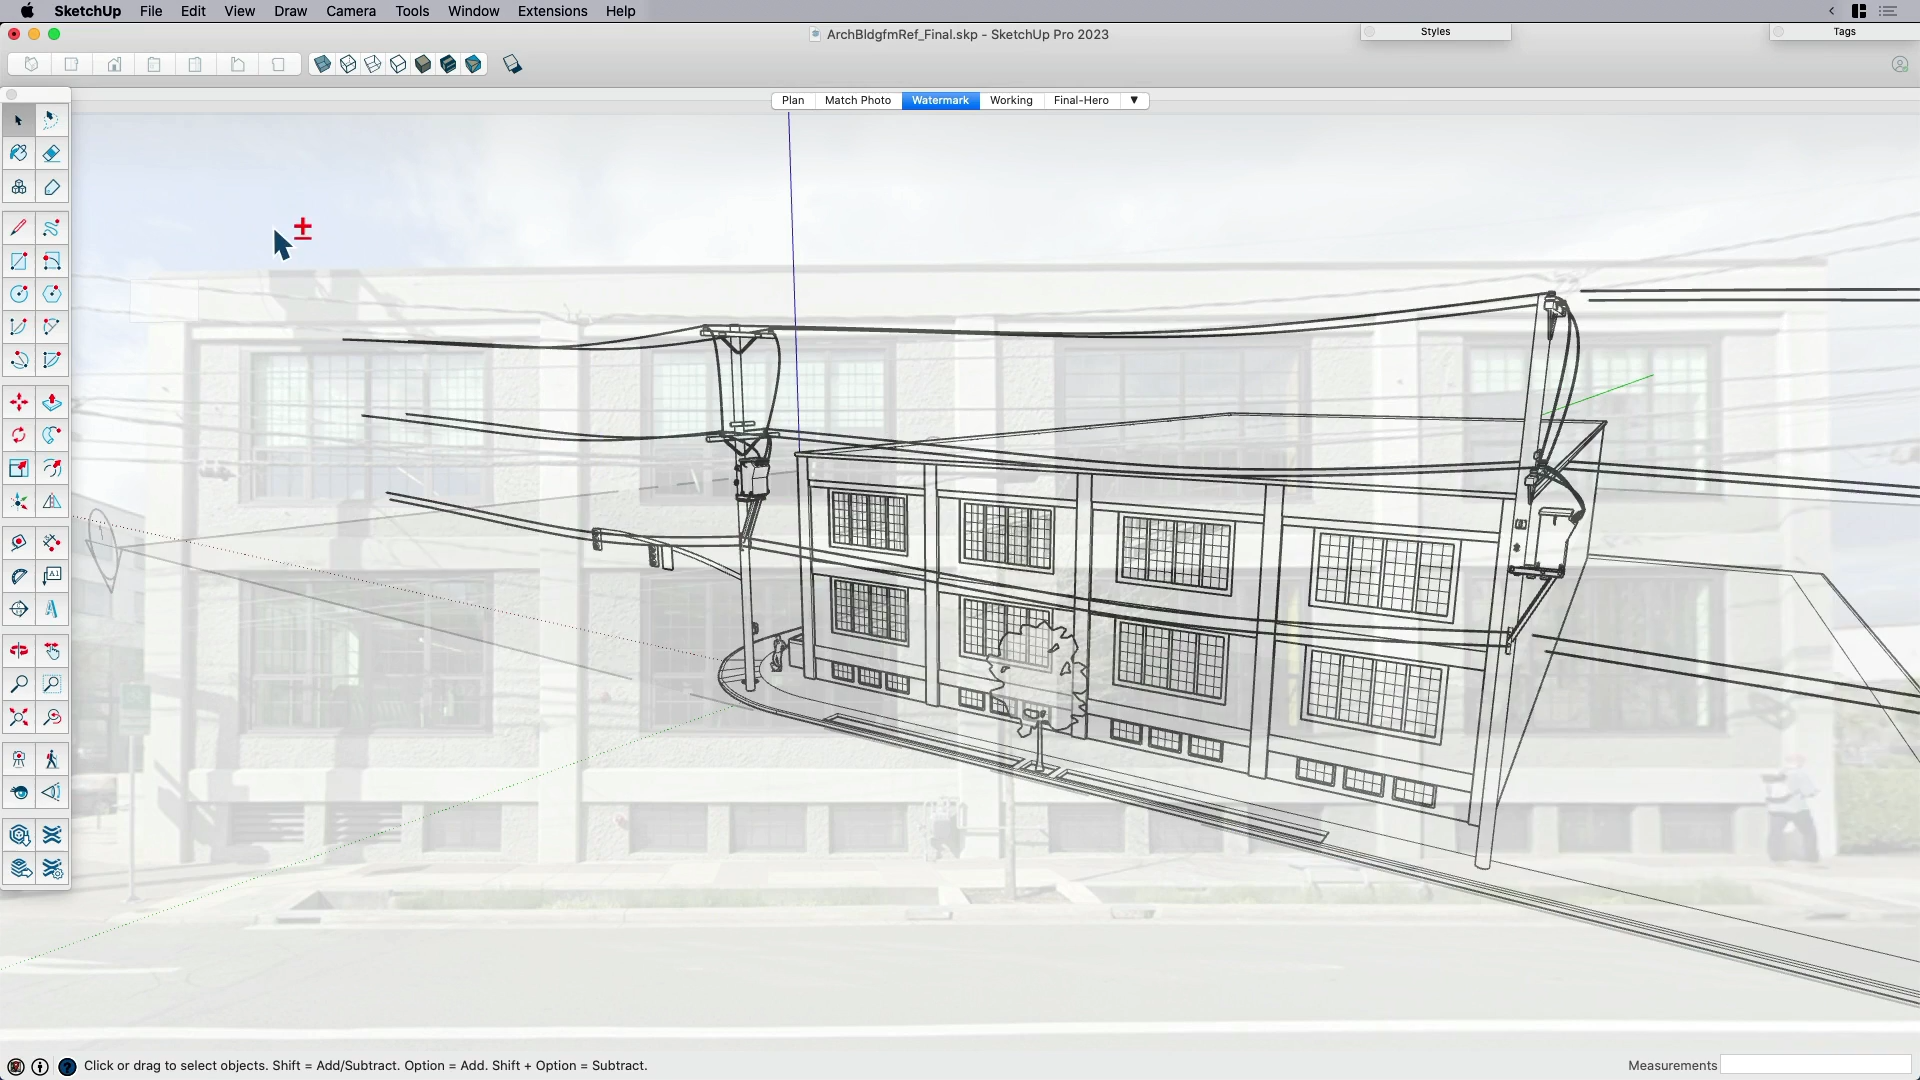 SketchUp File Edit View Draw Camera Tools Window Extensions Help
ArchBldgfmRef_Final.skp - SketchUp Pro 2023
Styles
Tags
Plan Match Photo Watermark Working Final-Hero
Click or drag to select objects. Shift = Add/Subtract. Option = Add. Shift + Option = Subtract.
Measurements